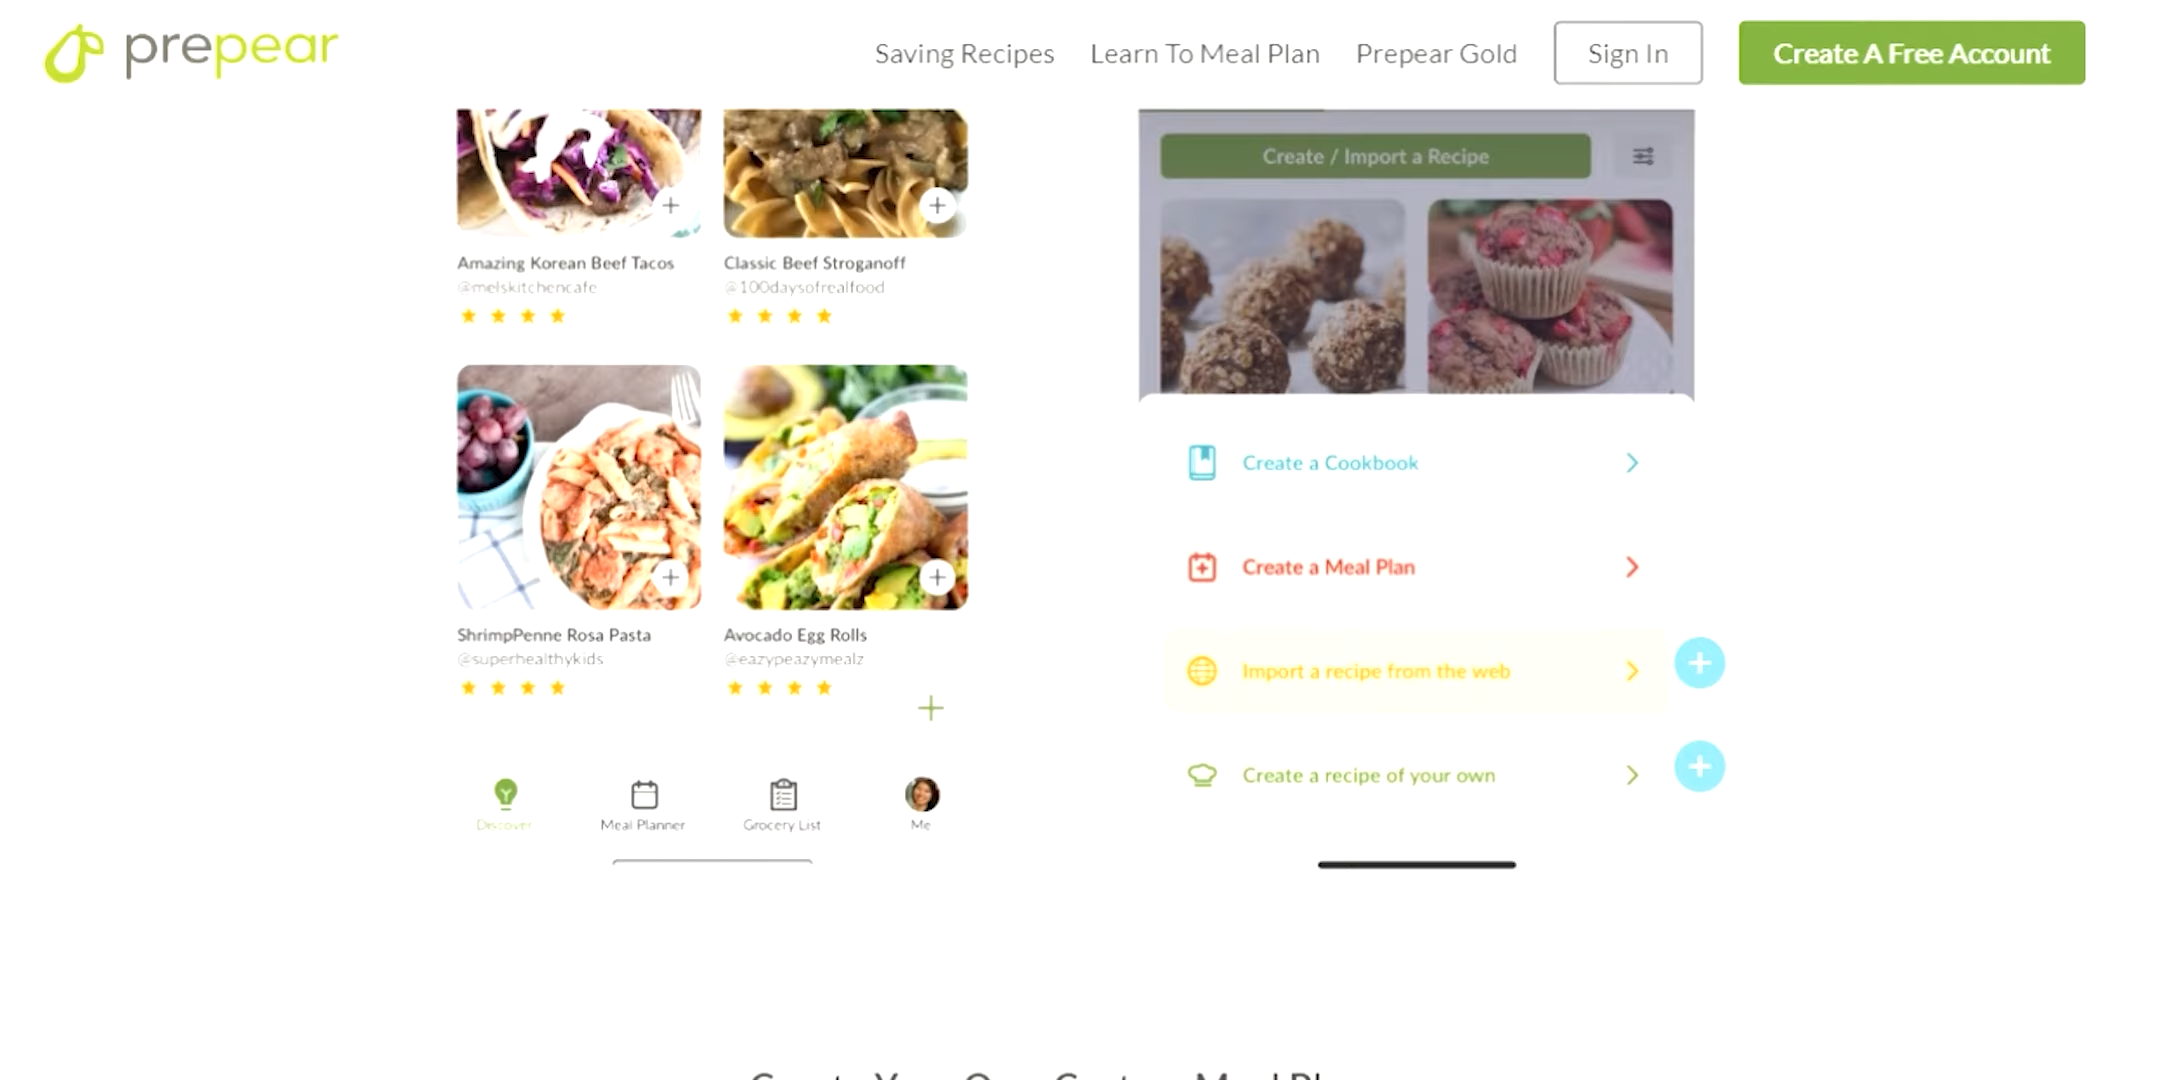 prepear
Saving Recipes
Learn To Meal Plan
Prepear Gold
Sign In
Create A Free Account
Amazing Korean Beef Tacos
@melskitchencafe
Classic Beef Stroganoff
@100daysofrealfood
ShrimpPenne Rosa Pasta
@superhealthykids
Avocado Egg Rolls
@eazypeazymealz
Discover
Meal Planner
Grocery List
Me
Create / Import a Recipe
Create a Cookbook
Create a Meal Plan
Import a recipe from the web
Create a recipe of your own